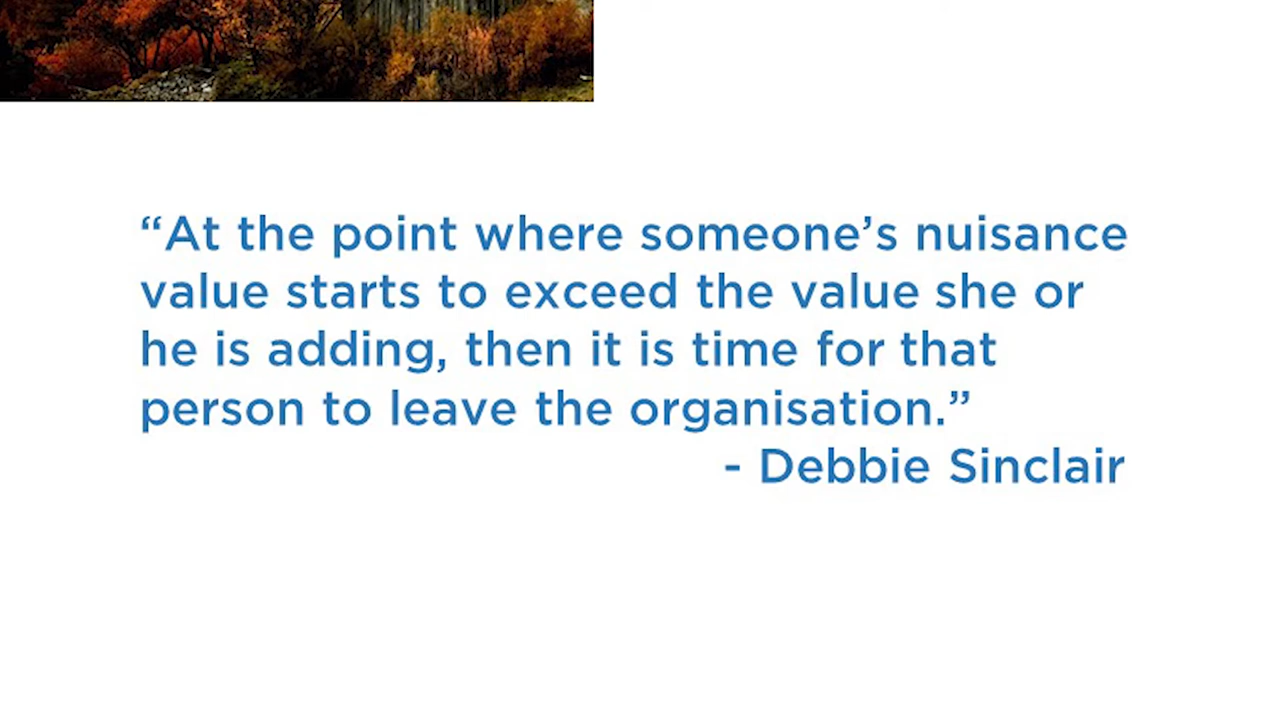 “At the point where someone’s nuisance
value starts to exceed the value she or
he is adding, then it is time for that
person to leave the organisation.”
- Debbie Sinclair